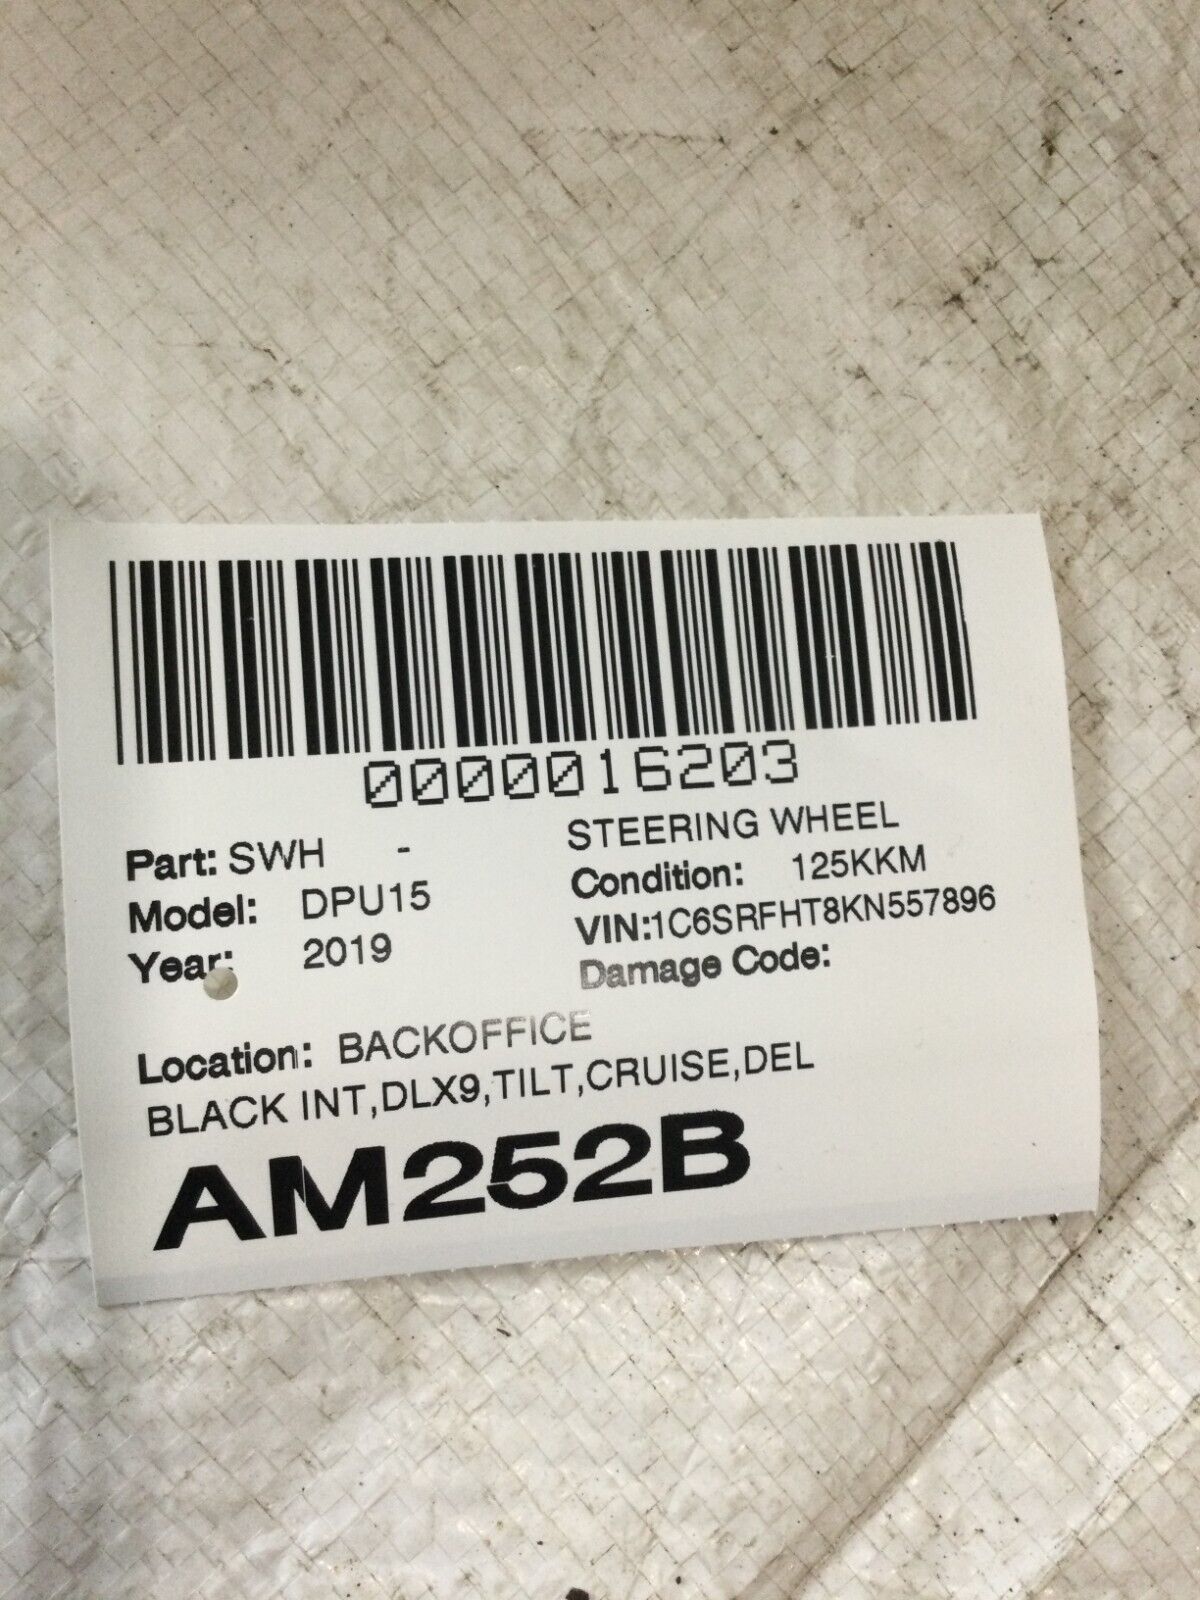 0000016203
Part: SWH - STEERING WHEEL
Model: DPU15 Condition: 125KKM
Year: 2019 VIN:1C6SRFHT8KN557896
Damage Code:
Location: BACKOFFICE
BLACK INT,DLX9,TILT,CRUISE,DEL
AM252B